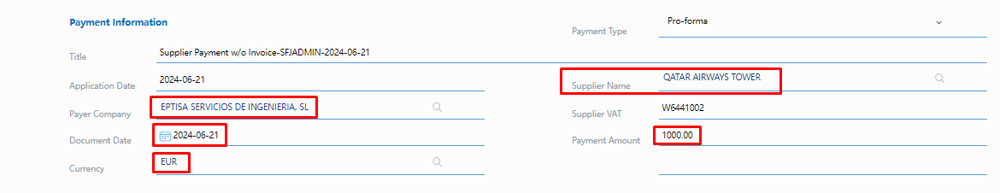 Payment Information
Payment Type
Pro-forma
Title
Supplier Payment w/o Invoice-SFJADMIN-2024-06-21
Application Date
2024-06-21
Supplier Name
QATAR AIRWAYS TOWER
Payer Company
EPTISA SERVICIOS DE INGENIERIA, SL
Supplier VAT
W6441002
Document Date
2024-06-21
Payment Amount
1000.00
Currency
EUR